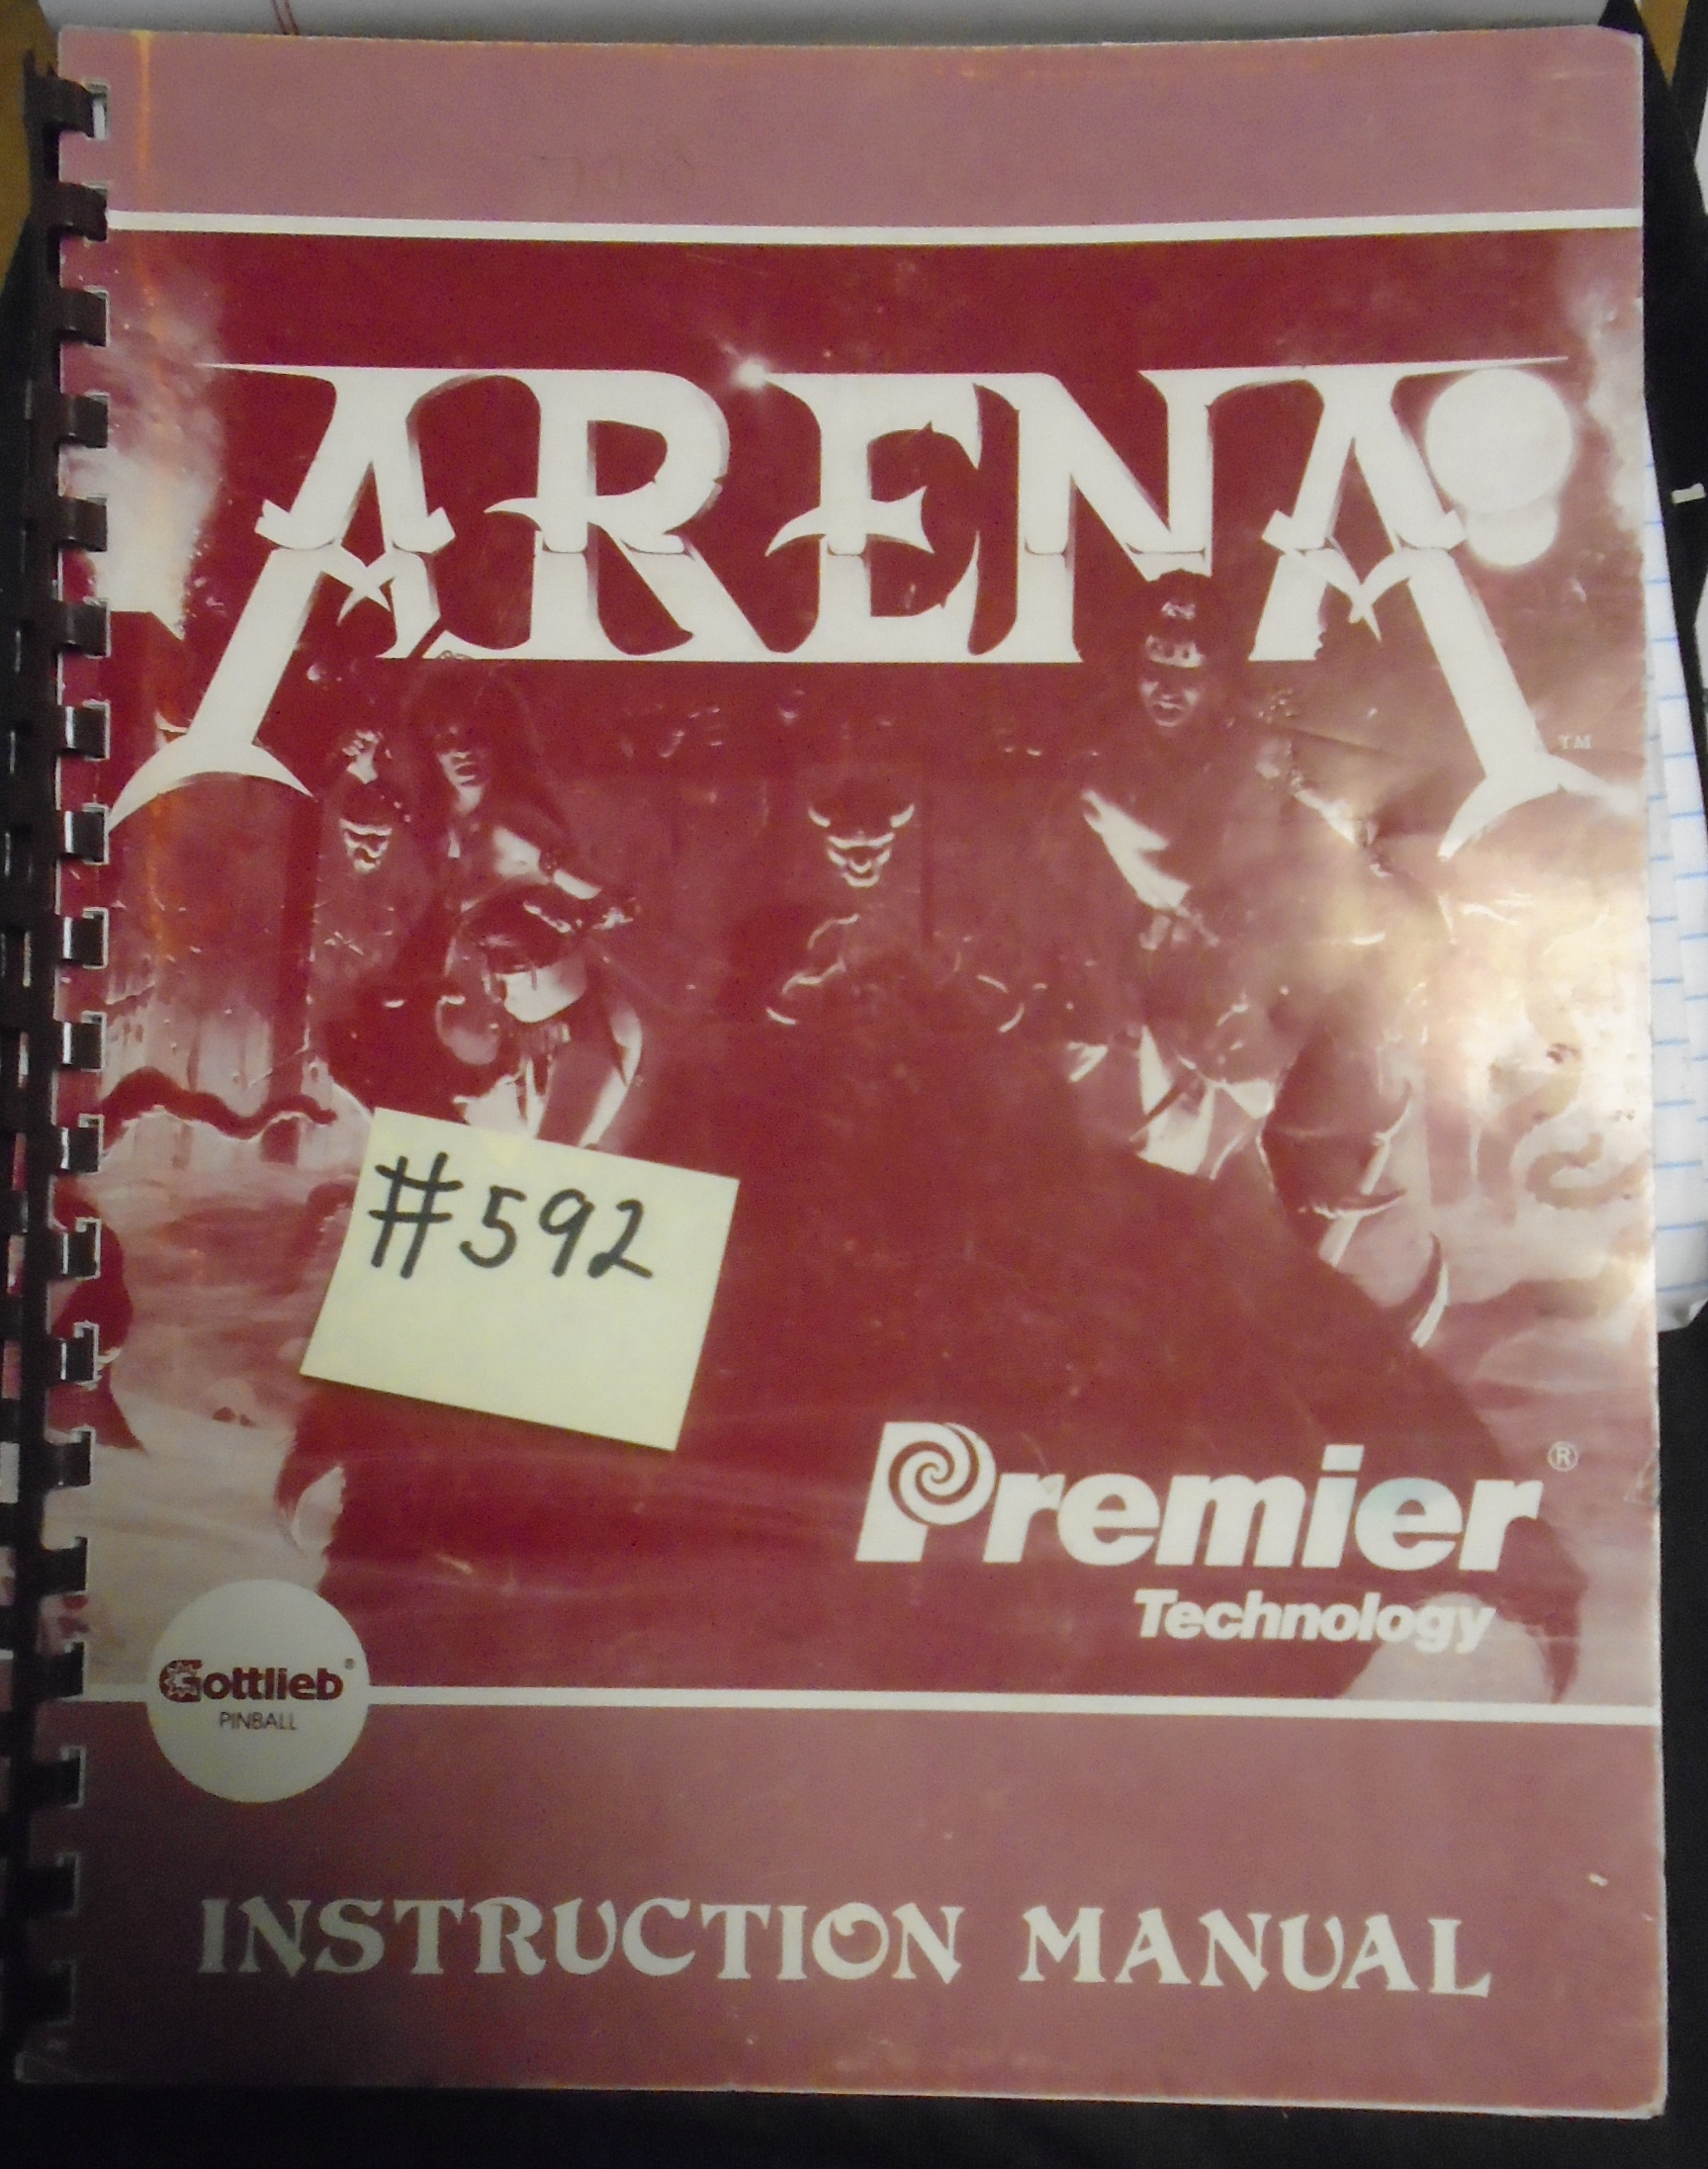 ARENA
TM
#592
Premier®
Technology
Gottlieb®
PINBALL
INSTRUCTION MANUAL